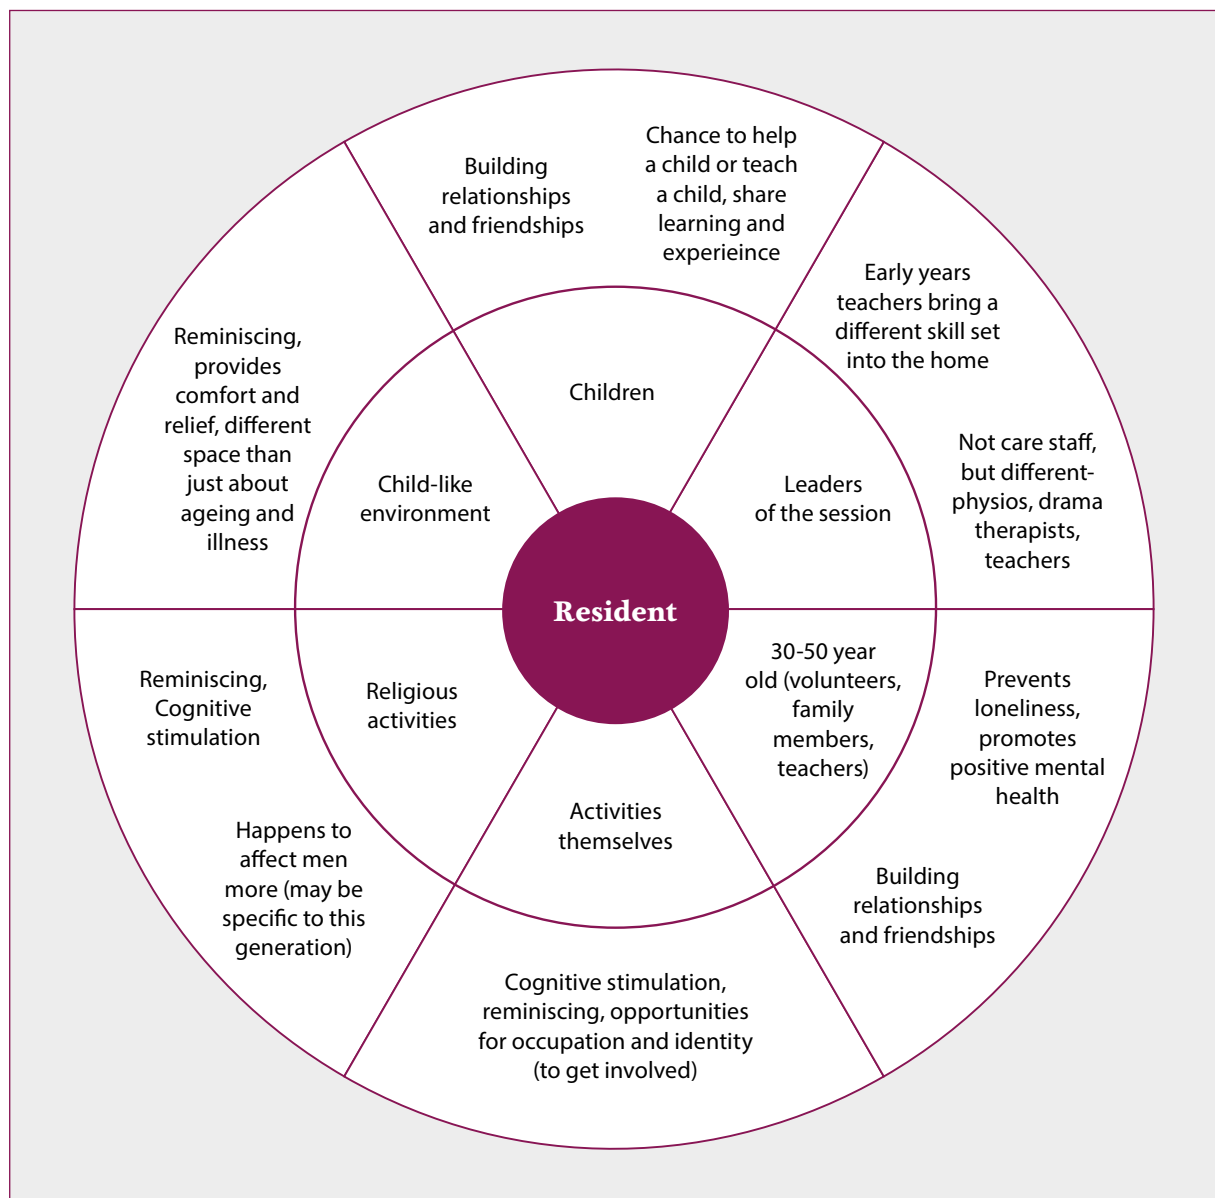 Building
relationships
and friendships
Chance to help
a child or teach
a child, share
learning and
experieince
Early years
teachers bring a
different skill set
into the home
Not care staff,
but different-
physios, drama
therapists,
teachers
Reminiscing,
provides
comfort and
relief, different
space than
just about
ageing and
illness
Children
Child-like
environment
Leaders
of the session
Resident
Religious
activities
30-50 year
old (volunteers,
family
members,
teachers)
Activities
themselves
Reminiscing,
Cognitive
stimulation
Happens to
affect men
more (may be
specific to this
generation)
Prevents
loneliness,
promotes
positive mental
health
Building
relationships
and friendships
Cognitive stimulation,
reminiscing, opportunities
for occupation and identity
(to get involved)